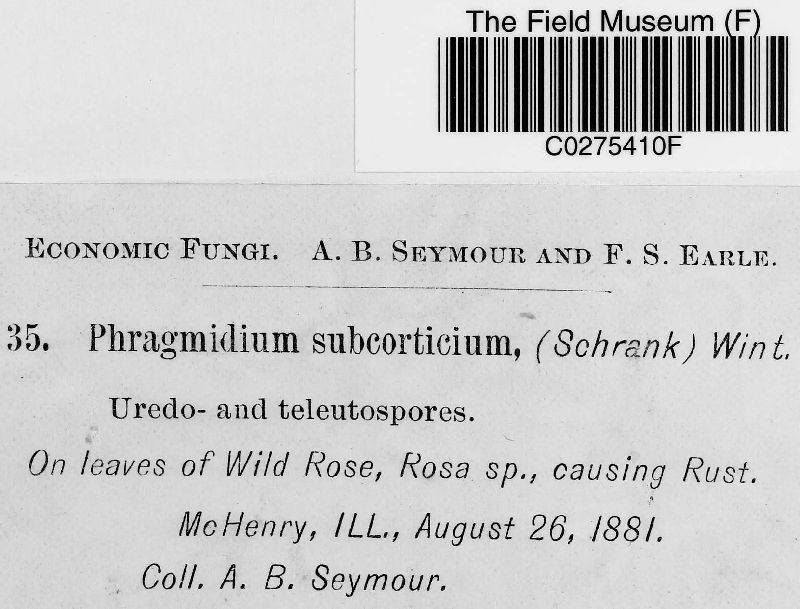 The Field Museum (F)
C0275410F
ECONOMIC FUNGI. A. B. SEYMOUR AND F. S. EARLE.
35. Phragmidium subcorticium, (Schrank) Wint.
Uredo- and teleutospores.
On leaves of Wild Rose, Rosa sp., causing Rust.
McHenry, ILL., August 26, 1881.
Coll. A. B. Seymour.